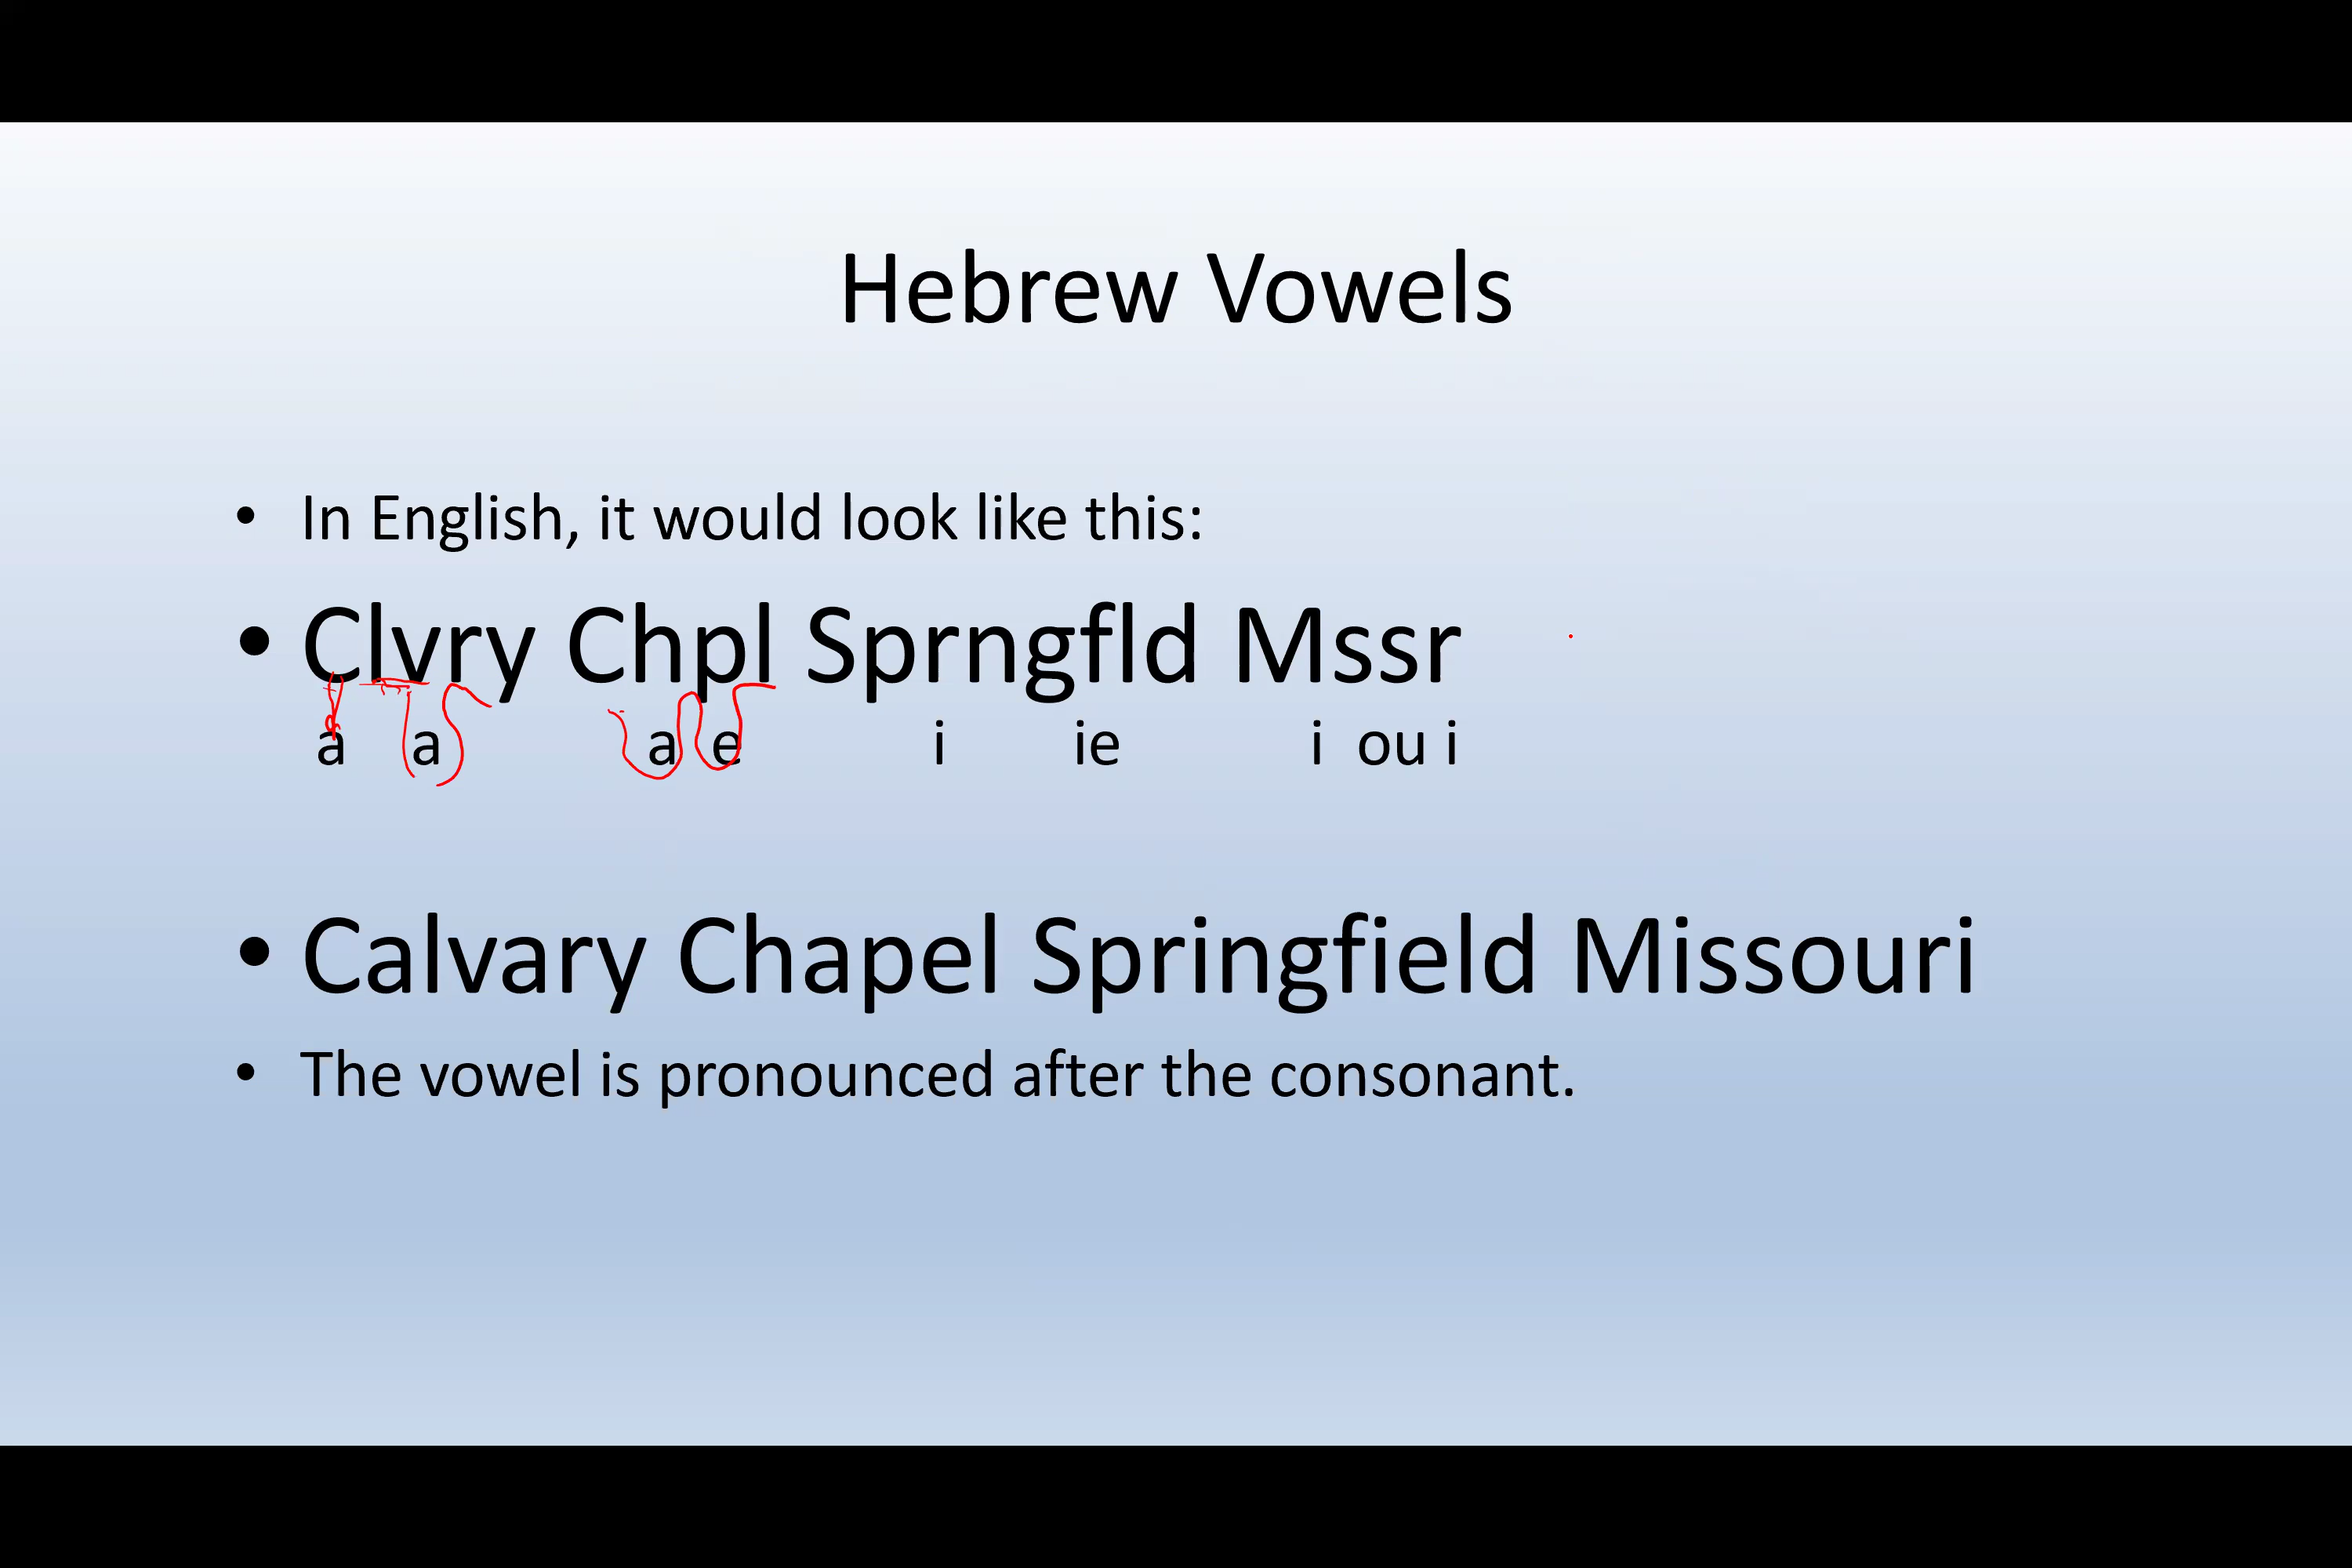 Hebrew Vowels
• In English, it would look like this:
• Clvry Chpl Sprngfld Mssr
a a a e i ie i ou i
• Calvary Chapel Springfield Missouri
• The vowel is pronounced after the consonant.